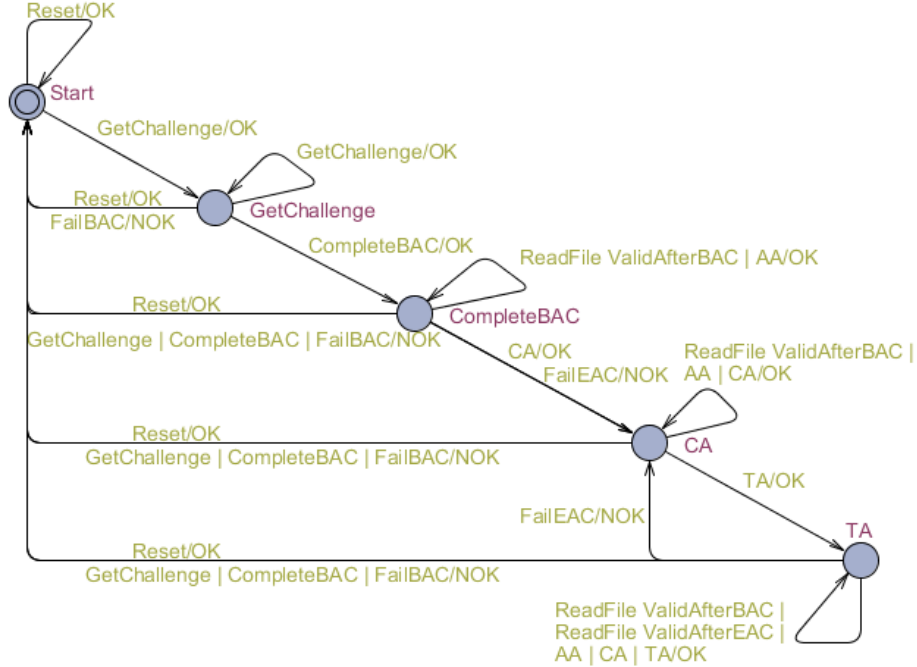 Reset/OK
Start
GetChallenge/OK
GetChallenge/OK
Reset/OK
FailBAC/NOK
GetChallenge
CompleteBAC/OK
ReadFile ValidAfterBAC | AA/OK
Reset/OK
CompleteBAC
GetChallenge | CompleteBAC | FailBAC/NOK
CA/OK
FailEAC/NOK
ReadFile ValidAfterBAC |
AA | CA/OK
Reset/OK
CA
GetChallenge | CompleteBAC | FailBAC/NOK
TA/OK
FailEAC/NOK
TA
Reset/OK
GetChallenge | CompleteBAC | FailBAC/NOK
ReadFile ValidAfterBAC |
ReadFile ValidAfterEAC |
AA | CA | TA/OK